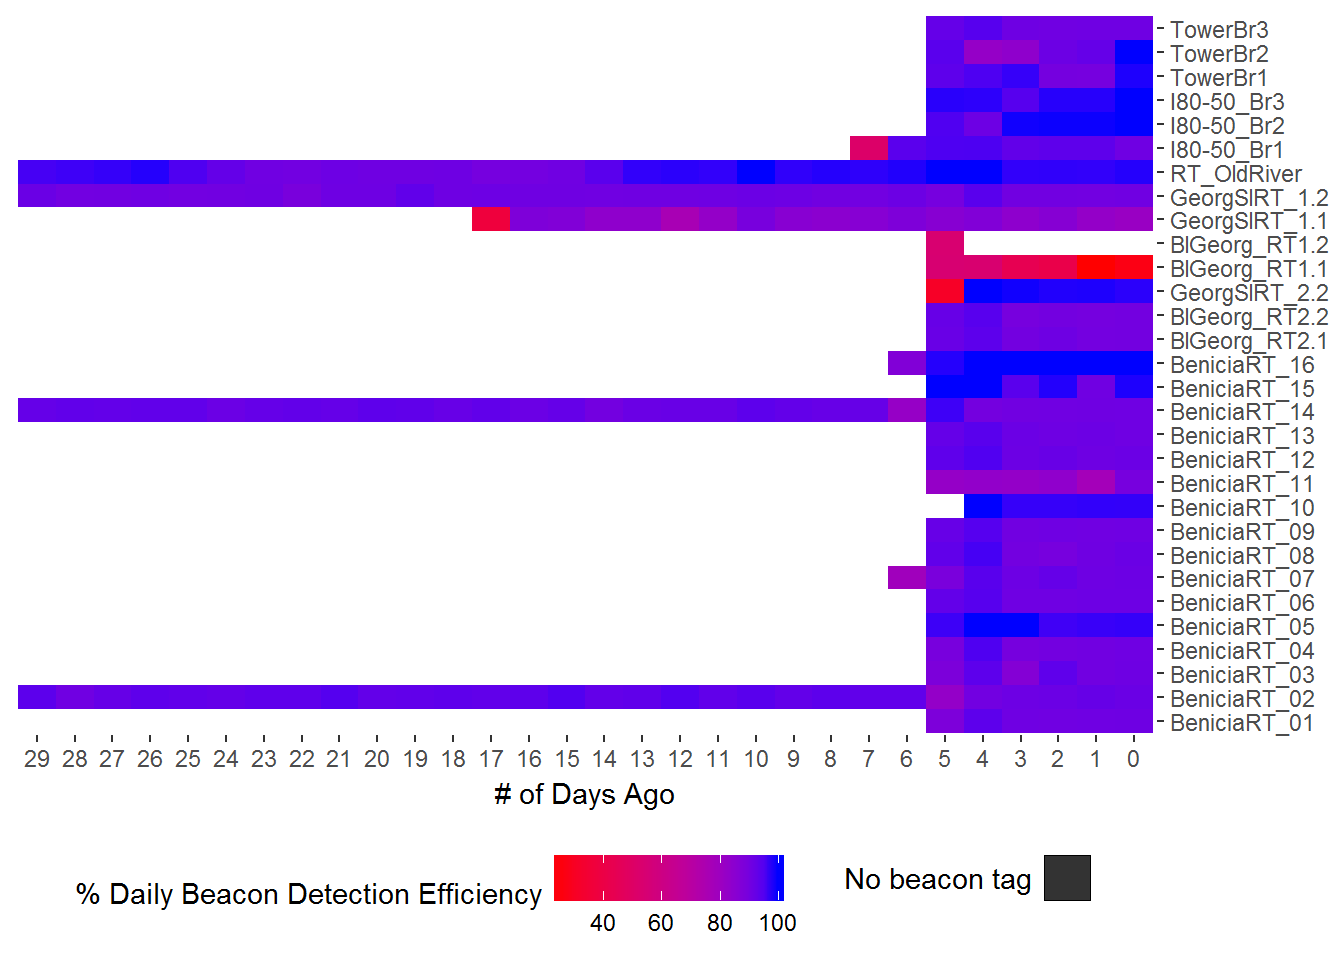 TowerBr3
TowerBr2
TowerBr1
I80-50_Br3
I80-50_Br2
I80-50_Br1
RT_OldRiver
GeorgSlRT_1.2
GeorgSlRT_1.1
BlGeorg_RT1.2
BlGeorg_RT1.1
GeorgSlRT_2.2
BlGeorg_RT2.2
BlGeorg_RT2.1
BeniciaRT_16
BeniciaRT_15
BeniciaRT_14
BeniciaRT_13
BeniciaRT_12
BeniciaRT_11
BeniciaRT_10
BeniciaRT_09
BeniciaRT_08
BeniciaRT_07
BeniciaRT_06
BeniciaRT_05
BeniciaRT_04
BeniciaRT_03
BeniciaRT_02
BeniciaRT_01
29 28 27 26 25 24 23 22 21 20 19 18 17 16 15 14 13 12 11 10 9 8 7 6 5 4 3 2 1 0
# of Days Ago
% Daily Beacon Detection Efficiency
40 60 80 100
No beacon tag